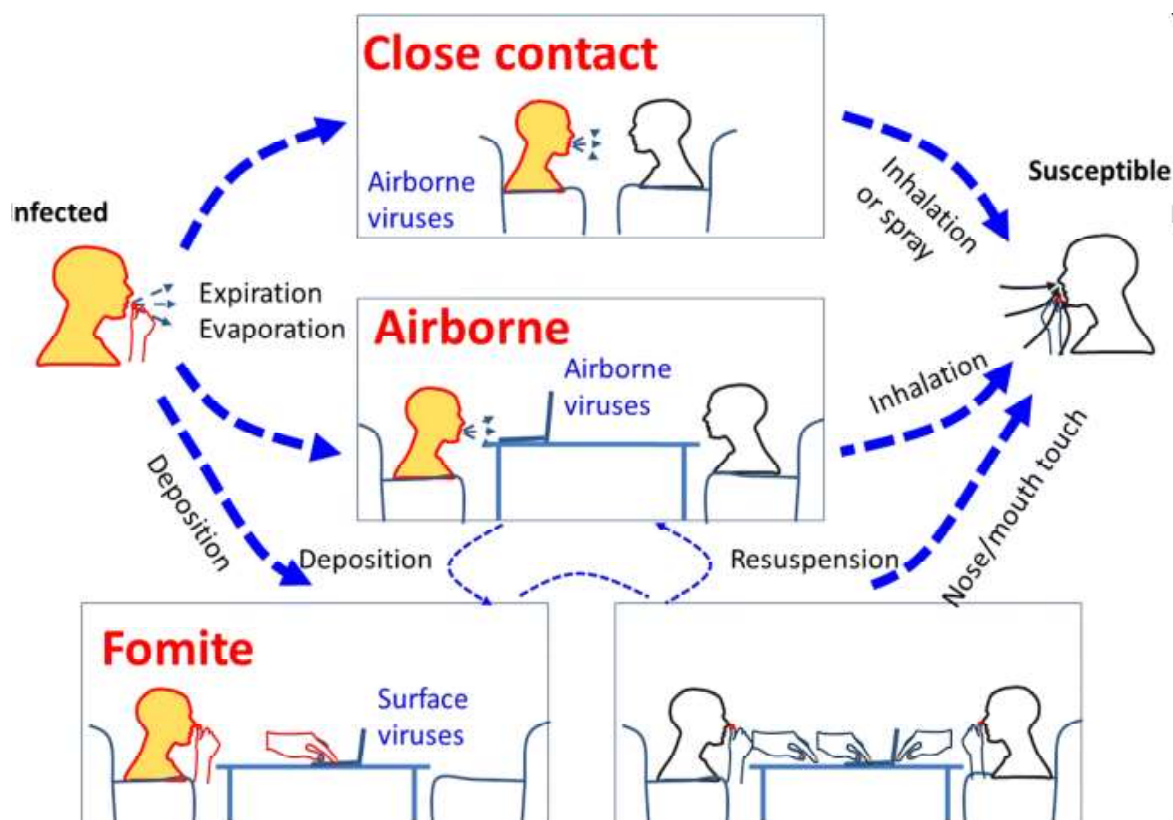 Close contact
Airborne
viruses
Inhalation
or spray
Susceptible
nfected
Expiration
Evaporation
Airborne
Airborne
viruses
Inhalation
Deposition
Deposition
Resuspension
Nose/mouth touch
Fomite
Surface
viruses